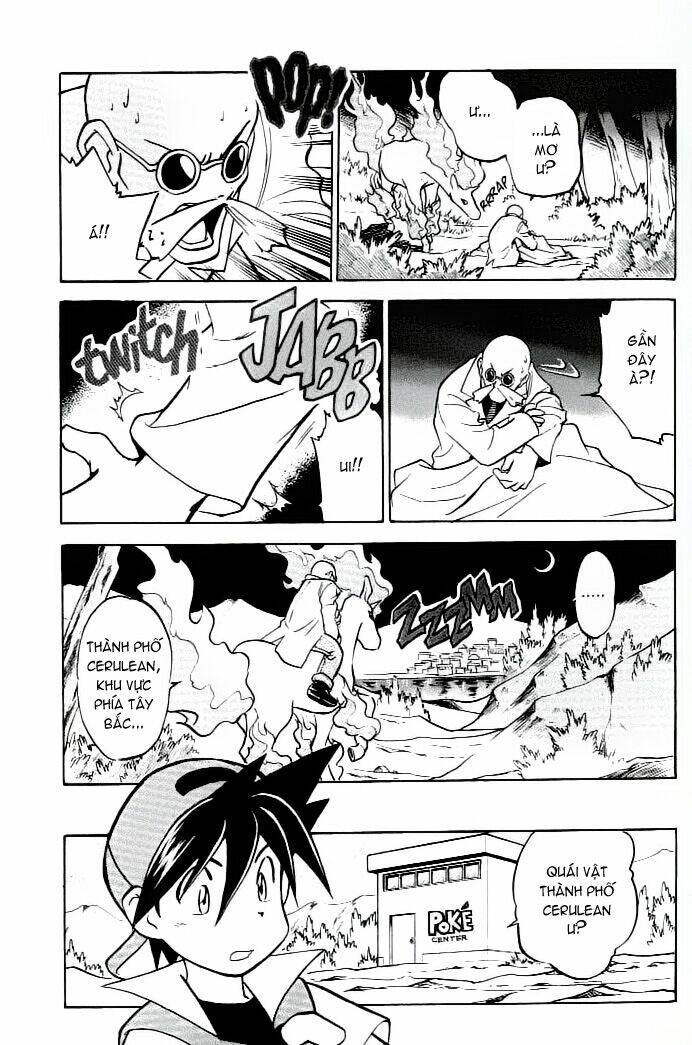 Ư...
...LÀ
MƠ
Ư?
RRRAP
POP!
Á!!
GẦN
ĐÂY
À?!
JABB
UI!!
twitch
......
ZZZMM
THÀNH PHỐ
CERULEAN,
KHU VỰC
PHÍA TÂY
BẮC...
QUÁI VẬT
THÀNH PHỐ
CERULEAN
Ư?
POKÉ
CENTER